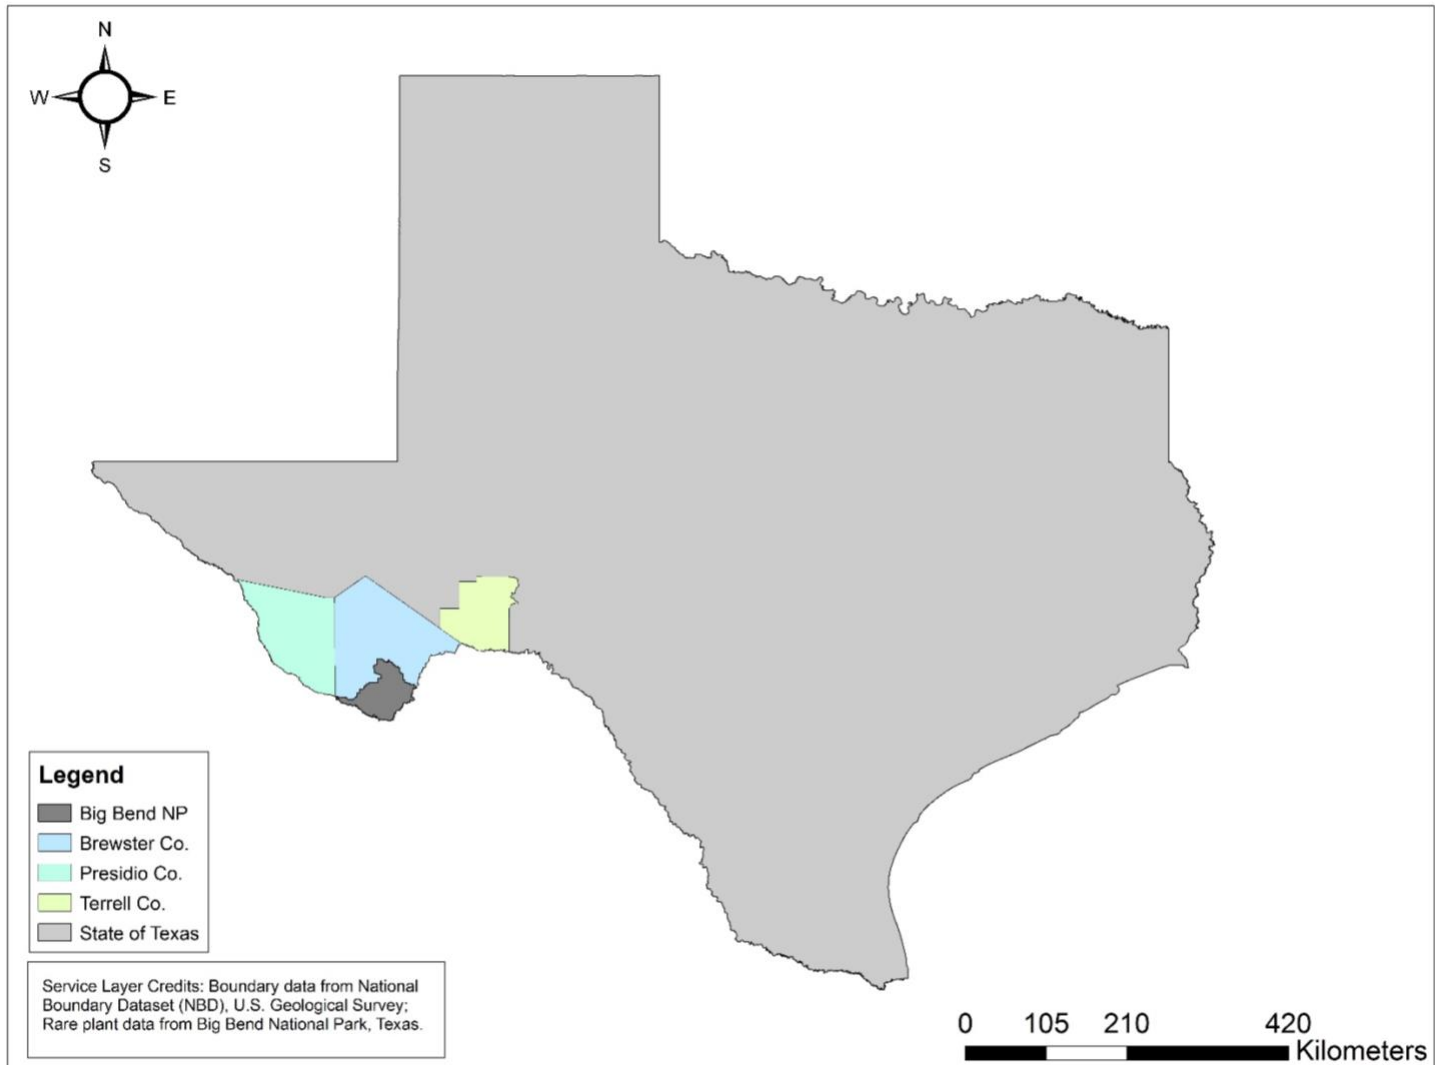 N
W E
S
Legend
Big Bend NP
Brewster Co.
Presidio Co.
Terrell Co.
State of Texas
Service Layer Credits: Boundary data from National
Boundary Dataset (NBD), U.S. Geological Survey;
Rare plant data from Big Bend National Park, Texas.
0 105 210 420
Kilometers